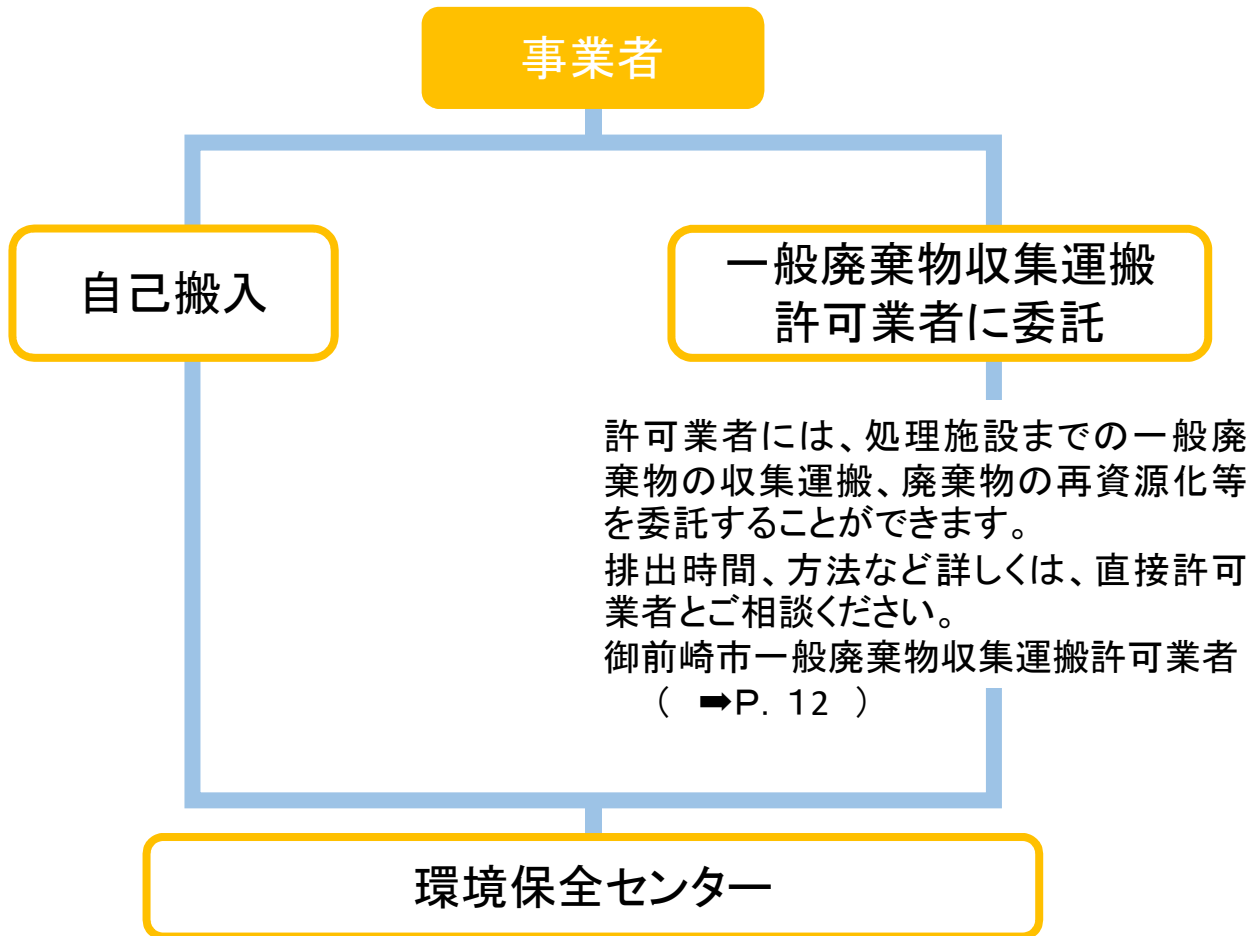 事業者
自己搬入
一般廃棄物収集運搬
許可業者に委託
許可業者には、処理施設までの一般廃
棄物の収集運搬、廃棄物の再資源化等
を委託することができます。
排出時間、方法など詳しくは、直接許可
業者とご相談ください。
御前崎市一般廃棄物収集運搬許可業者
（ ➡P．12 ）
環境保全センター